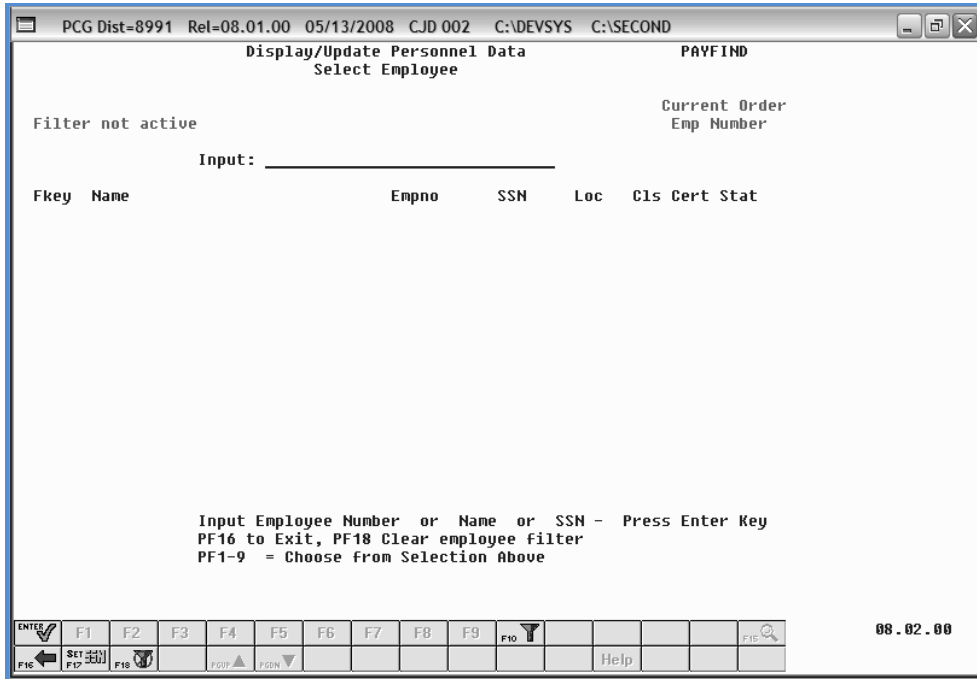 PCG Dist=8991 Rel=08.01.00 05/13/2008 CJD 002 C:\DEVSYS C:\SECOND
Display/Update Personnel Data PAYFIND
Select Employee
Current Order
Filter not active Emp Number
Input:
Fkey Name Empno SSN Loc Cls Cert Stat
Input Employee Number or Name or SSN - Press Enter Key
PF16 to Exit, PF18 Clear employee filter
PF1-9 = Choose from Selection Above
ENTER F1 F2 F3 F4 F5 F6 F7 F8 F9 F10 F15 08.02.00
F16 SET F17 F18 PGUP PGDN Help